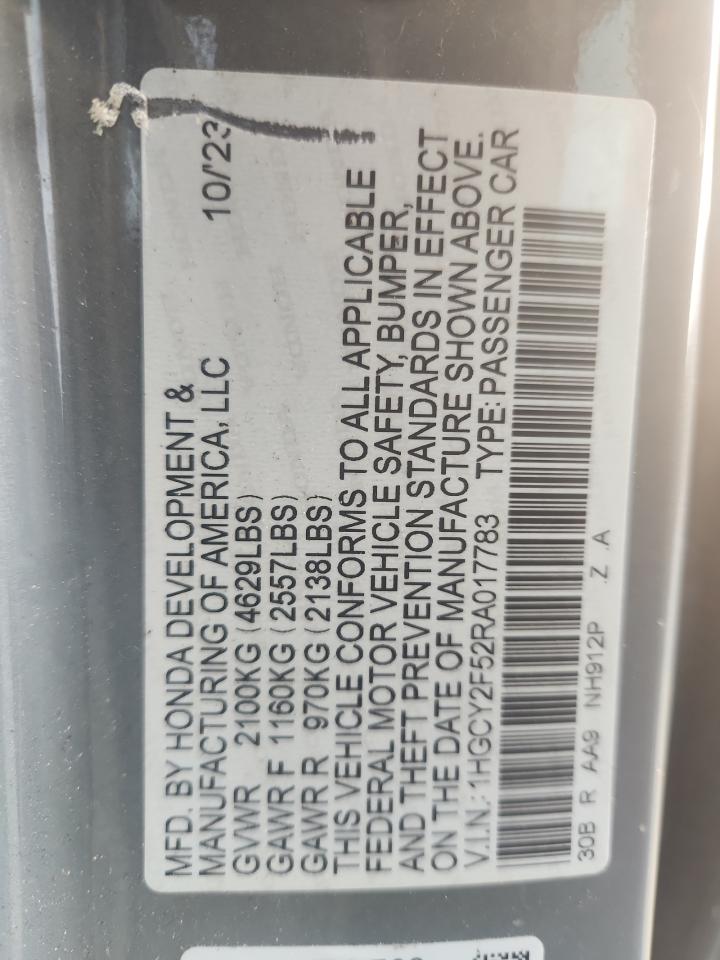 MFD. BY HONDA DEVELOPMENT &
MANUFACTURING OF AMERICA, LLC 10/'23
GVWR 2100KG (4629LBS)
GAWR F 1160KG (2557LBS)
GAWR R 970KG (2138LBS)
THIS VEHICLE CONFORMS TO ALL APPLICABLE
FEDERAL MOTOR VEHICLE SAFETY, BUMPER,
AND THEFT PREVENTION STANDARDS IN EFFECT
ON THE DATE OF MANUFACTURE SHOWN ABOVE.
V.I.N.: 1HGCY2F52RA017783 TYPE: PASSENGER CAR
30B R AA9 NH912P .Z .A